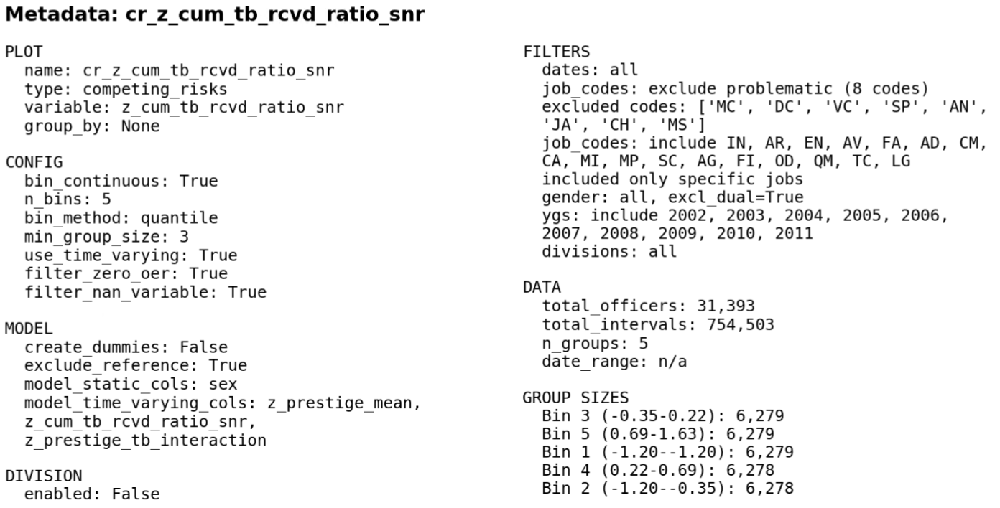 Metadata: cr_z_cum_tb_rcvd_ratio_snr
PLOT
  name: cr_z_cum_tb_rcvd_ratio_snr
  type: competing_risks
  variable: z_cum_tb_rcvd_ratio_snr
  group_by: None
CONFIG
  bin_continuous: True
  n_bins: 5
  bin_method: quantile
  min_group_size: 3
  use_time_varying: True
  filter_zero_oer: True
  filter_nan_variable: True
MODEL
  create_dummies: False
  exclude_reference: True
  model_static_cols: sex
  model_time_varying_cols: z_prestige_mean,
  z_cum_tb_rcvd_ratio_snr,
  z_prestige_tb_interaction
DIVISION
  enabled: False
FILTERS
  dates: all
  job_codes: exclude problematic (8 codes)
  excluded codes: ['MC', 'DC', 'VC', 'SP', 'AN',
  'JA', 'CH', 'MS']
  job_codes: include IN, AR, EN, AV, FA, AD, CM,
  CA, MI, MP, SC, AG, FI, OD, QM, TC, LG
  included only specific jobs
  gender: all, excl_dual=True
  ygs: include 2002, 2003, 2004, 2005, 2006,
  2007, 2008, 2009, 2010, 2011
  divisions: all
DATA
  total_officers: 31,393
  total_intervals: 754,503
  n_groups: 5
  date_range: n/a
GROUP SIZES
  Bin 3 (-0.35-0.22): 6,279
  Bin 5 (0.69-1.63): 6,279
  Bin 1 (-1.20--1.20): 6,279
  Bin 4 (0.22-0.69): 6,278
  Bin 2 (-1.20--0.35): 6,278